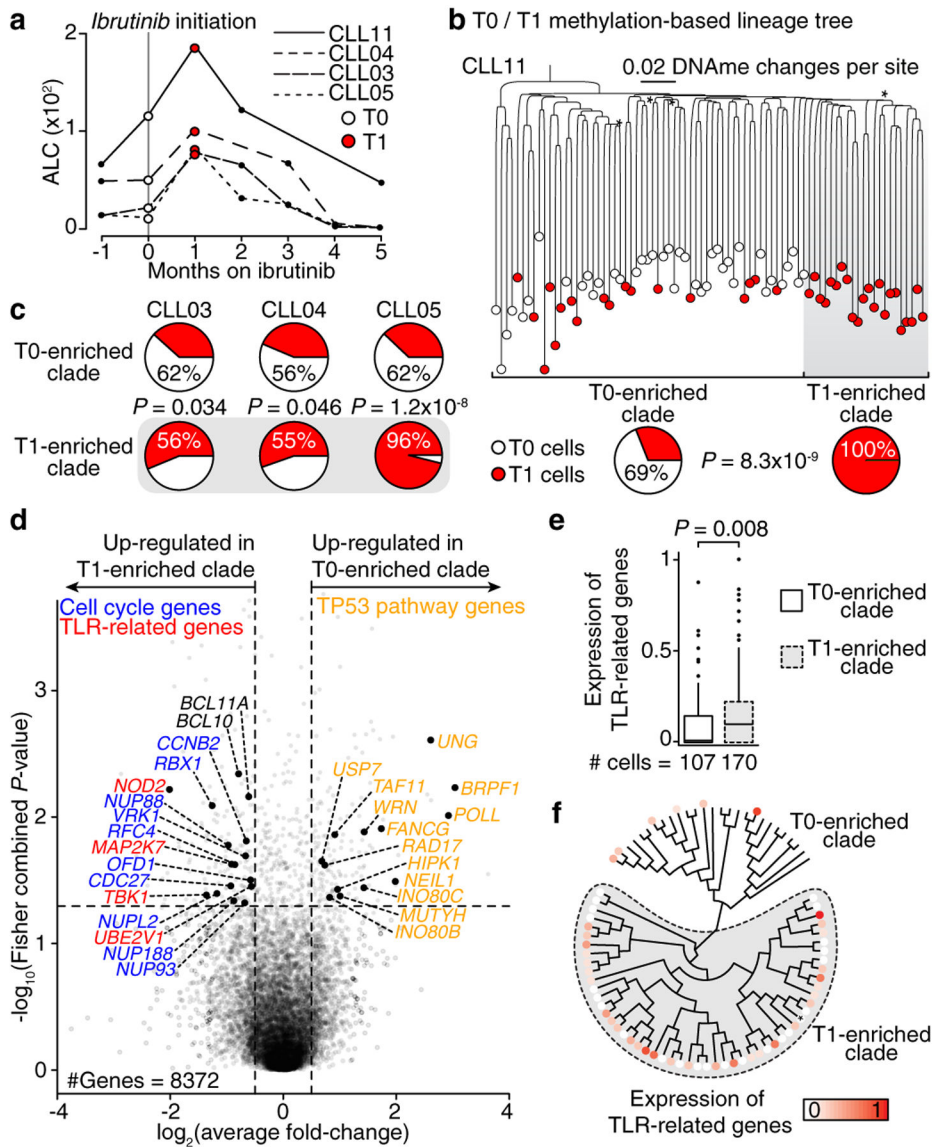 a
Ibrutinib initiation
2
1
0
ALC (x10²)
-1 0 1 2 3 4 5
Months on ibrutinib
CLL11
CLL04
CLL03
CLL05
T0
T1
b T0 / T1 methylation-based lineage tree
CLL11
0.02 DNAme changes per site
*
*
*
*
T0-enriched
clade
T1-enriched
clade
T0 cells
T1 cells
69%
P = 8.3x10⁻⁹
100%
c
CLL03 CLL04 CLL05
T0-enriched
clade
62% 56% 62%
P = 0.034 P = 0.046 P = 1.2x10⁻⁸
T1-enriched
clade
56% 55% 96%
d
Up-regulated in
T1-enriched clade
Up-regulated in
T0-enriched clade
Cell cycle genes
TLR-related genes
TP53 pathway genes
-log₁₀(Fisher combined P-value)
3
2
1
0
BCL11A
BCL10
CCNB2
RBX1
NOD2
NUP88
VRK1
RFC4
MAP2K7
OFD1
CDC27
TBK1
NUPL2
UBE2V1
NUP188
NUP93
UNG
USP7
TAF11
BRPF1
WRN
POLL
FANCG
RAD17
HIPK1
NEIL1
INO80C
MUTYH
INO80B
#Genes = 8372
-4 -2 0 2 4
log₂(average fold-change)
e
P = 0.008
Expression of
TLR-related genes
1
0.5
0
# cells = 107 170
T0-enriched
clade
T1-enriched
clade
f
T0-enriched
clade
*
T1-enriched
clade
Expression of
TLR-related genes
0 1